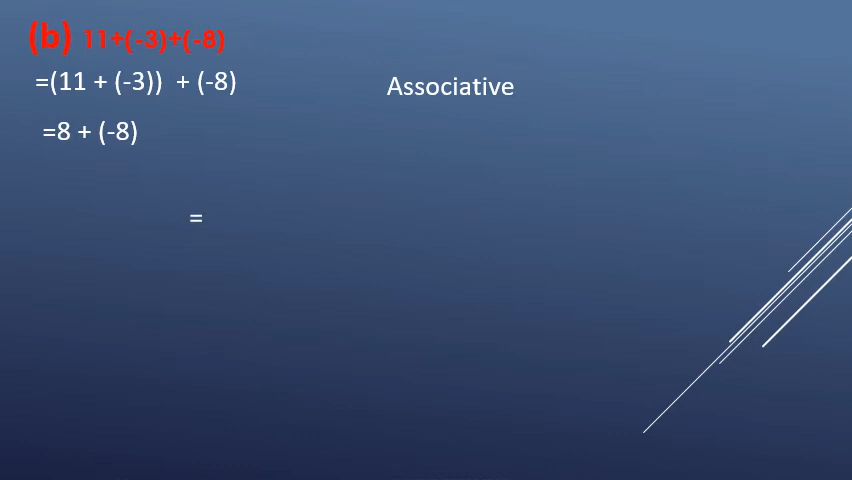 (b) 11+(-3)+(-8)
=(11 + (-3)) + (-8)
Associative
=8 + (-8)
=